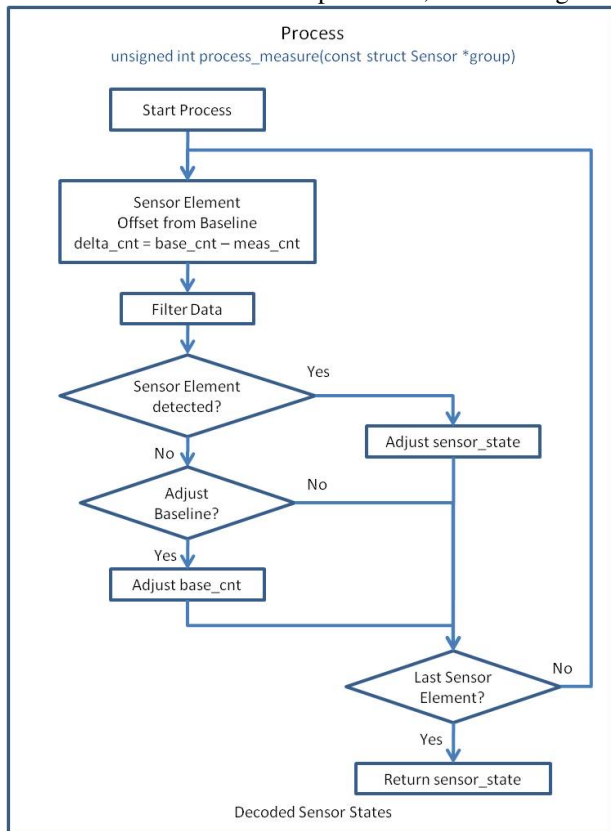 Process
unsigned int process_measure(const struct Sensor *group)
Start Process
Sensor Element
Offset from Baseline
delta_cnt = base_cnt – meas_cnt
Filter Data
Sensor Element
detected?
Yes
Adjust sensor_state
No
Adjust
Baseline?
No
Yes
Adjust base_cnt
Last Sensor
Element?
No
Yes
Return sensor_state
Decoded Sensor States